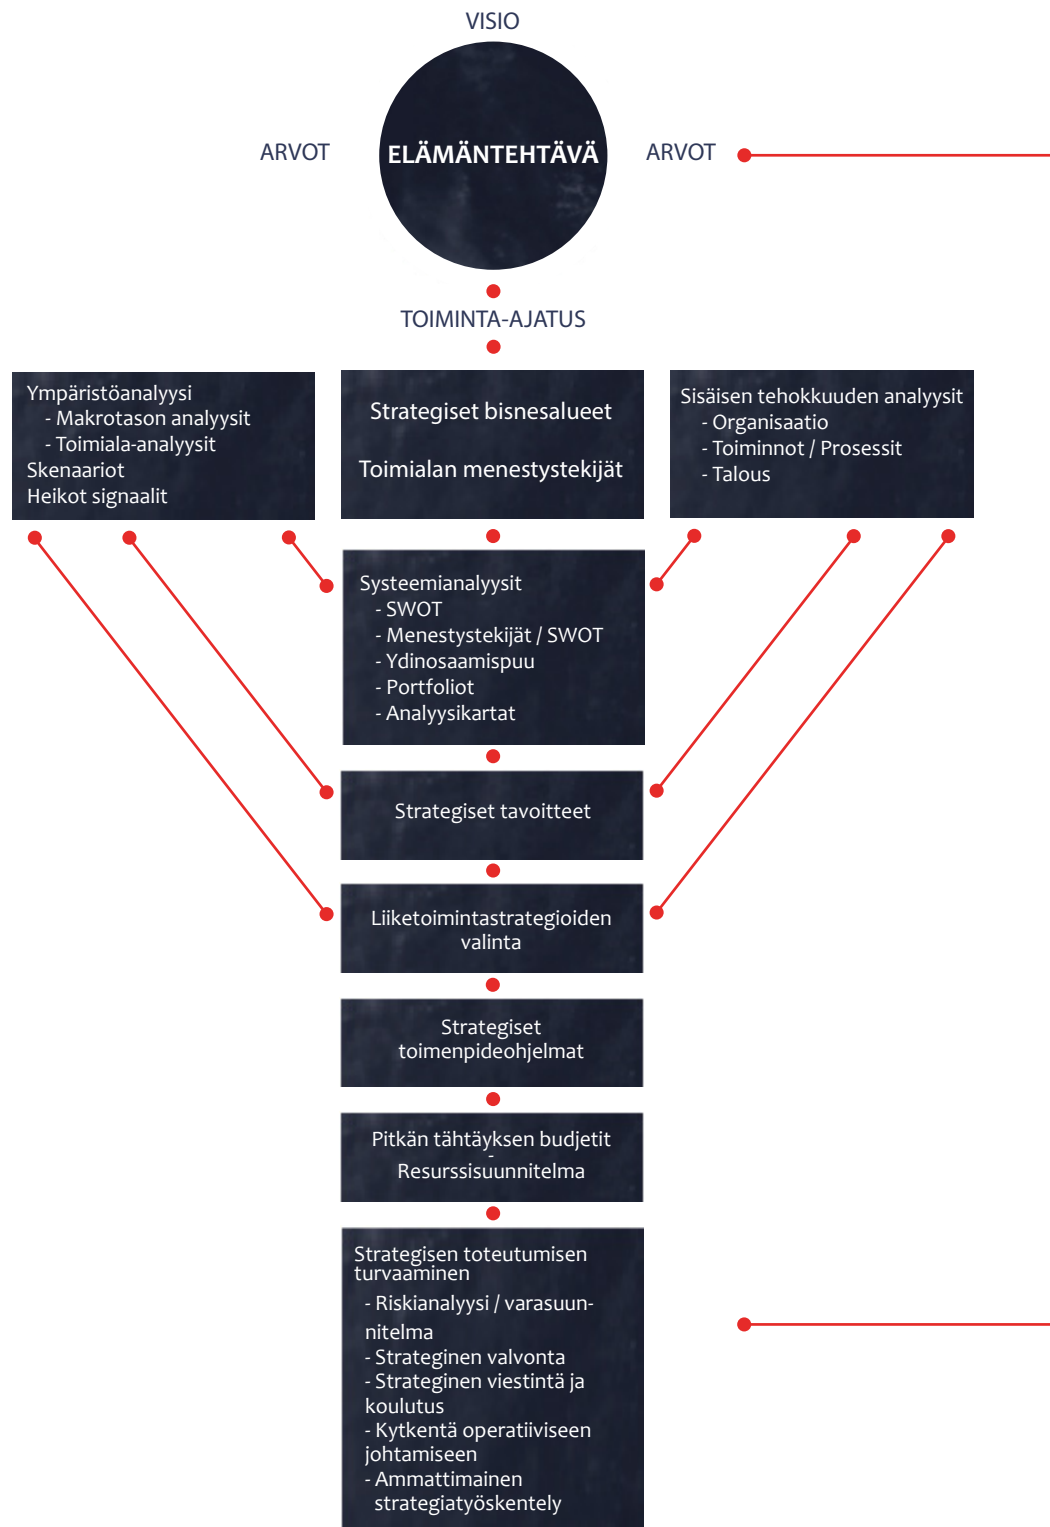 VISIO
ARVOT
ELÄMÄNTEHTÄVÄ
ARVOT
TOIMINTA-AJATUS
Ympäristöanalyysi
- Makrotason analyysit
- Toimiala-analyysit
Skenaariot
Heikot signaalit
Strategiset bisnesalueet
Toimialan menestystekijät
Sisäisen tehokkuuden analyysit
- Organisaatio
- Toiminnot / Prosessit
- Talous
Systeemianalyysit
- SWOT
- Menestystekijät / SWOT
- Ydinosaamispuu
- Portfoliot
- Analyysikartat
Strategiset tavoitteet
Liiketoimintastrategioiden
valinta
Strategiset
toimenpideohjelmat
Pitkän tähtäyksen budjetit
-
Resurssisuunnitelma
Strategisen toteutumisen
turvaaminen
- Riskianalyysi / varasuun-
nitelma
- Strateginen valvonta
- Strateginen viestintä ja
koulutus
- Kytkentä operatiiviseen
johtamiseen
- Ammattimainen
strategiatyöskentely